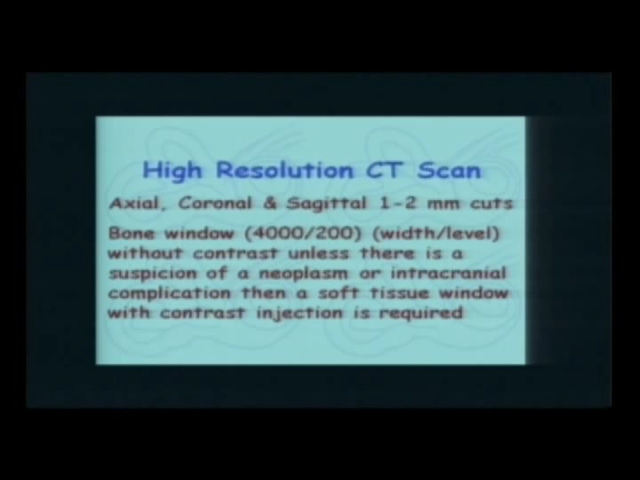 High Resolution CT Scan
Axial, Coronal & Sagittal 1-2 mm cuts
Bone window (4000/200) (width/level)
without contrast unless there is a
suspicion of a neoplasm or intracranial
complication then a soft tissue window
with contrast injection is required